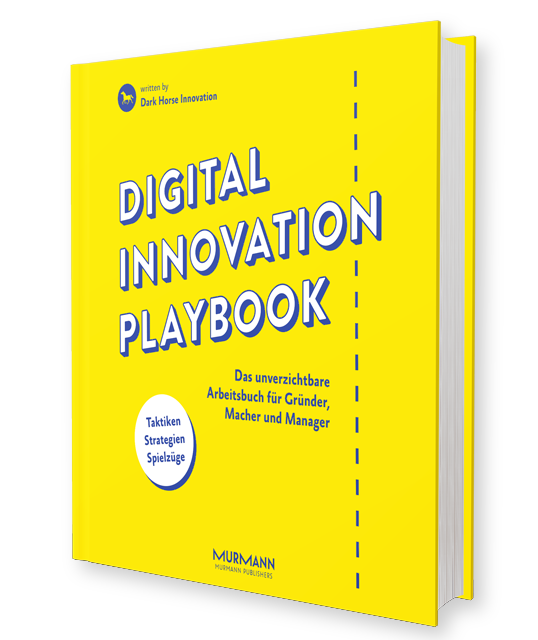 written by
Dark Horse Innovation
DIGITAL
INNOVATION
PLAYBOOK
Das unverzichtbare
Arbeitsbuch für Gründer,
Macher und Manager
Taktiken
Strategien
Spielzüge
MURMANN
MURMANN PUBLISHERS